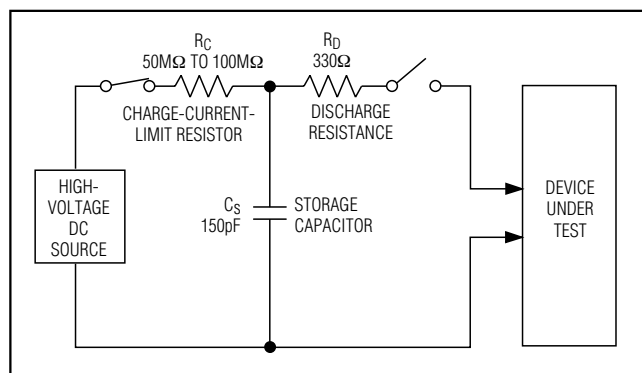 R_C
50MΩ TO 100MΩ
CHARGE-CURRENT-
LIMIT RESISTOR
R_D
330Ω
DISCHARGE
RESISTANCE
HIGH-
VOLTAGE
DC
SOURCE
C_S
150pF
STORAGE
CAPACITOR
DEVICE
UNDER
TEST